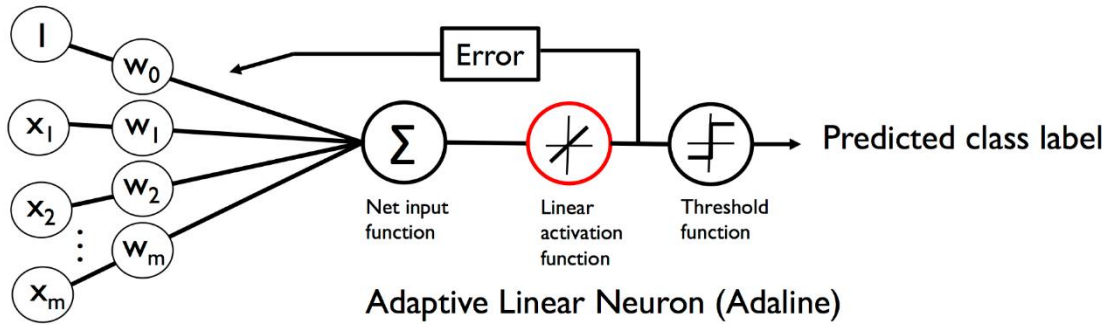 1
w0
Error
x1
w1
Σ
Predicted class label
x2
w2
Net input
function
Linear
activation
function
Threshold
function
⋮
xm
wm
Adaptive Linear Neuron (Adaline)